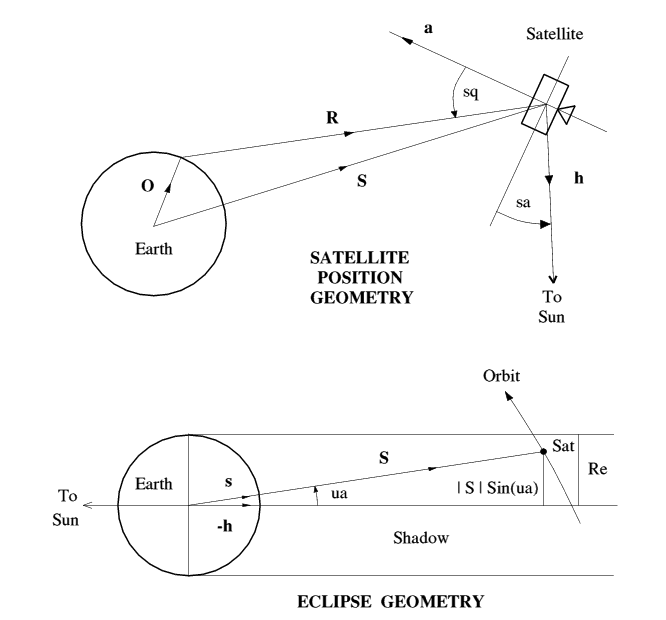 a
Satellite
sq
R
O
S
h
sa
Earth
SATELLITE
POSITION
GEOMETRY
To
Sun
Orbit
Sat
S
Re
Earth
s
ua
|S|Sin(ua)
To
Sun
-h
Shadow
ECLIPSE GEOMETRY